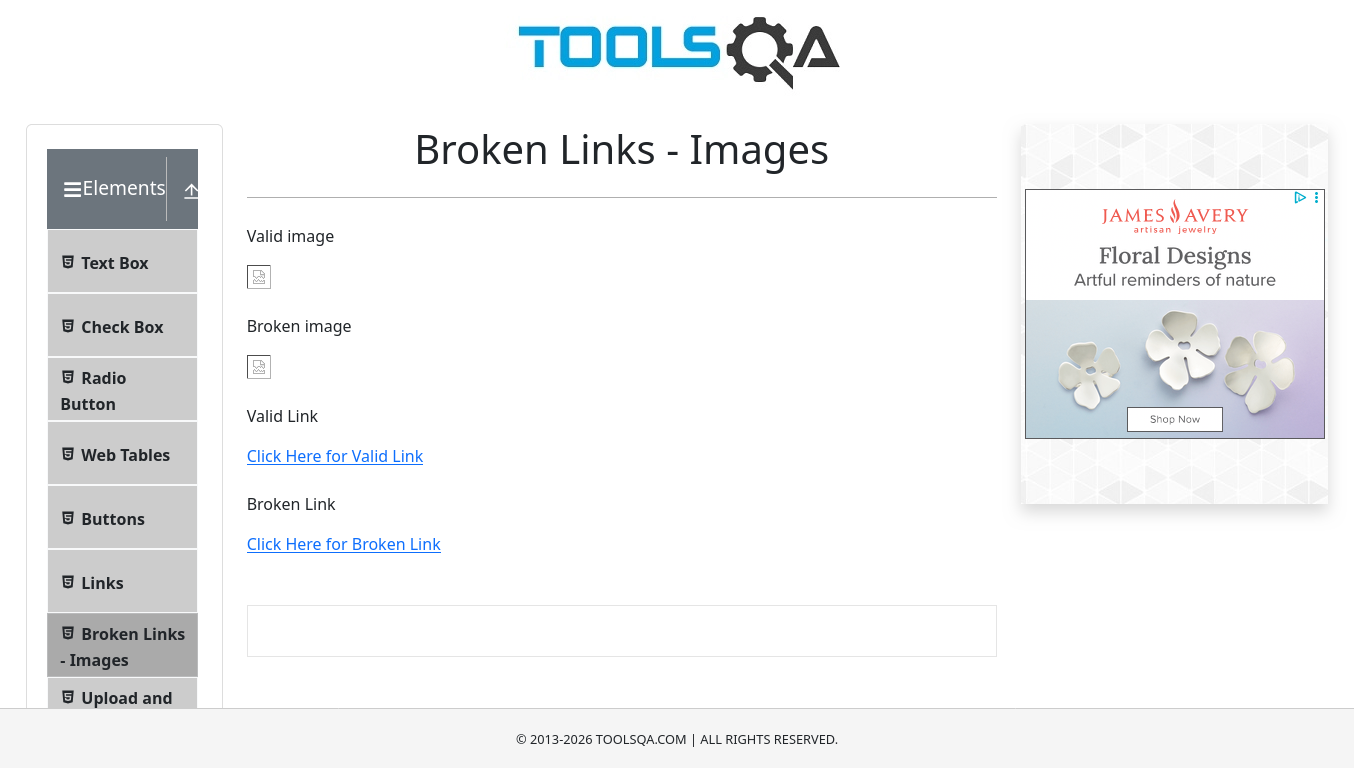 TOOLSQA
Elements
Text Box
Check Box
Radio
Button
Web Tables
Buttons
Links
Broken Links
- Images
Upload and
Broken Links - Images
Valid image
Broken image
Valid Link
Click Here for Valid Link
Broken Link
Click Here for Broken Link
JAMES AVERY
artisan jewelry
Floral Designs
Artful reminders of nature
Shop Now
© 2013-2026 TOOLSQA.COM | ALL RIGHTS RESERVED.